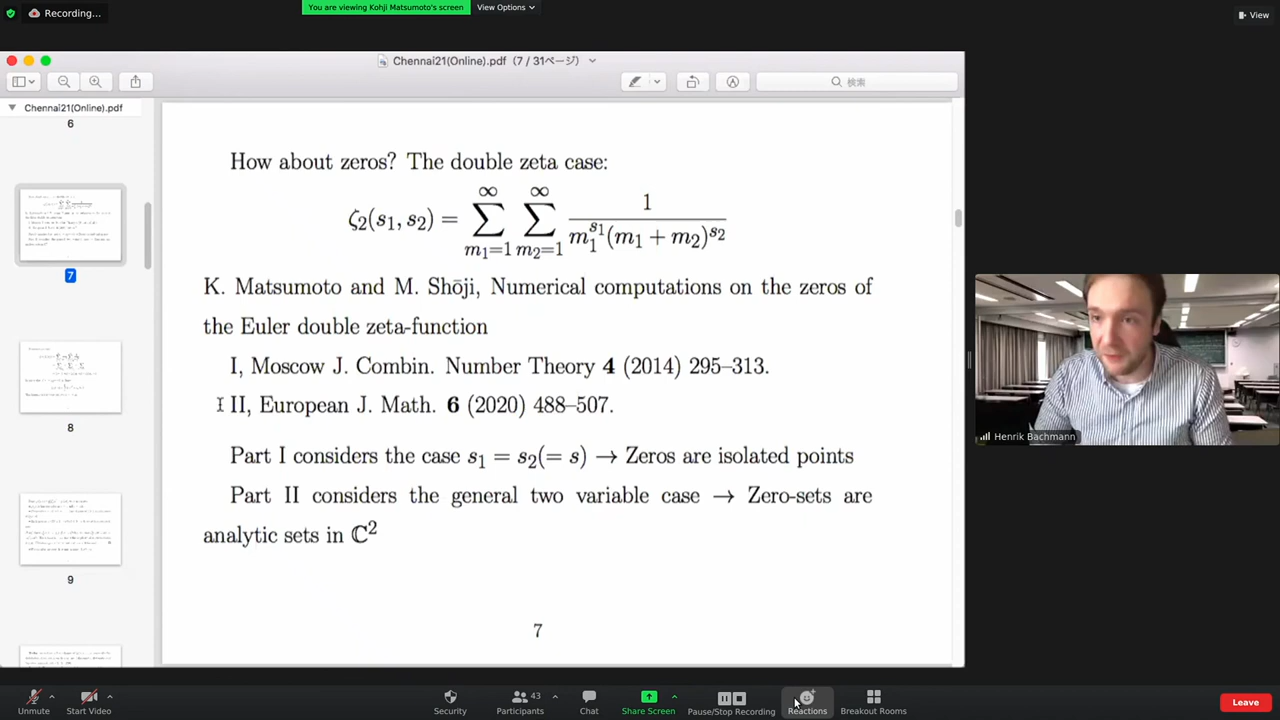 Recording...
You are viewing Kohji Matsumoto's screen
View Options
View
Chennai21(Online).pdf (7 / 31ページ)
検索
Chennai21(Online).pdf
6
7
8
9
How about zeros? The double zeta case:
ζ₂(s₁, s₂) = ∑_{m₁=1}^{∞} ∑_{m₂=1}^{∞} 1 / (m₁^{s₁}(m₁ + m₂)^{s₂})
K. Matsumoto and M. Shōji, Numerical computations on the zeros of
the Euler double zeta-function
I, Moscow J. Combin. Number Theory 4 (2014) 295–313.
II, European J. Math. 6 (2020) 488–507.
Part I considers the case s₁ = s₂(= s) → Zeros are isolated points
Part II considers the general two variable case → Zero-sets are
analytic sets in ℂ²
7
Henrik Bachmann
Unmute
Start Video
Security
43
Participants
Chat
Share Screen
Pause/Stop Recording
Reactions
Breakout Rooms
Leave